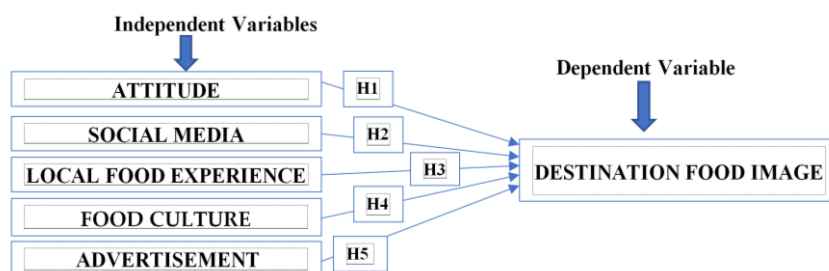 Independent Variables
Dependent Variable
ATTITUDE
H1
SOCIAL MEDIA
H2
LOCAL FOOD EXPERIENCE
H3
DESTINATION FOOD IMAGE
FOOD CULTURE
H4
ADVERTISEMENT
H5